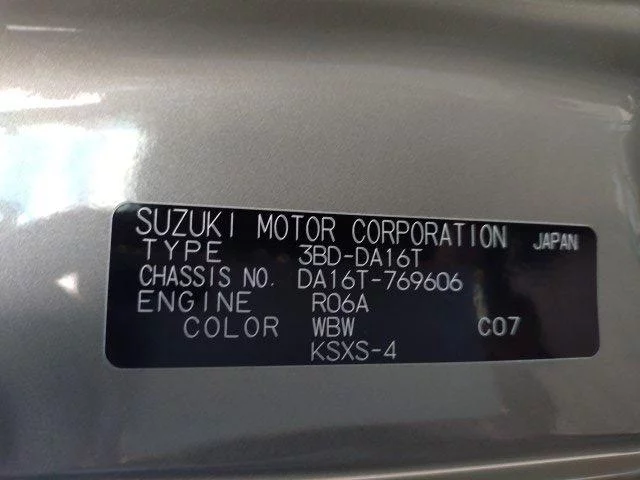 SUZUKI MOTOR CORPORATION JAPAN
TYPE 3BD-DA16T
CHASSIS NO. DA16T-769606
ENGINE R06A
COLOR WBW C07
KSXS-4